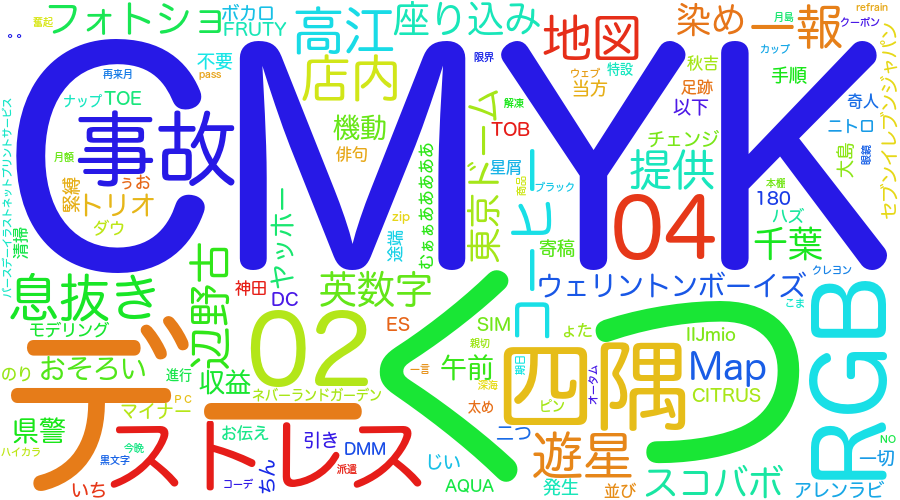 フォトショ
ボカロ
FRUTY
高江
座り込み
地図
染め
一報
月島
クーポン
refrain
奮起
。。
再来月
不要
pass
店内
限界
ウェブ
当方
特設
カップ
秋吉
足跡
手順
奇人
ナップ
TOE
CMYK
事故
機動
俳句
月額
緊縛
うお
トリオ
ダウ
清掃
バースデーイラストネットプリントサービス
セブンイレブンジャパン
解凍
TOB
以下
チェンジ
ニトロ
大島
眼鏡
星屑
商品
ブラック
提供
本棚
180
ハズ
東京ドーム
むぁぁああああああ
zip
途端
コーヒー
寄稿
04
千葉
クレヨン
こま
息抜き
辺野古
ヤッホー
神田
DC
英数字
ウェリントンボーイズ
RGB
モデリング
デデ
02
ES
SIM
ょた
IIJmio
くつ
のり
おそろい
進行
収益
ネバーランドガーデン
一言
親切
午前
深海
四隅
ピン
オータム
Map
CITRUS
県警
マイナー
PC
ストレス
太め
二つ
ハイカラ
今晩
黒文字
お伝え
引き
DMM
じい
遊星
NO
一切
いち
コーデ
ちん
派遣
AQUA
発生
並び
スコバボ
アレンラビ